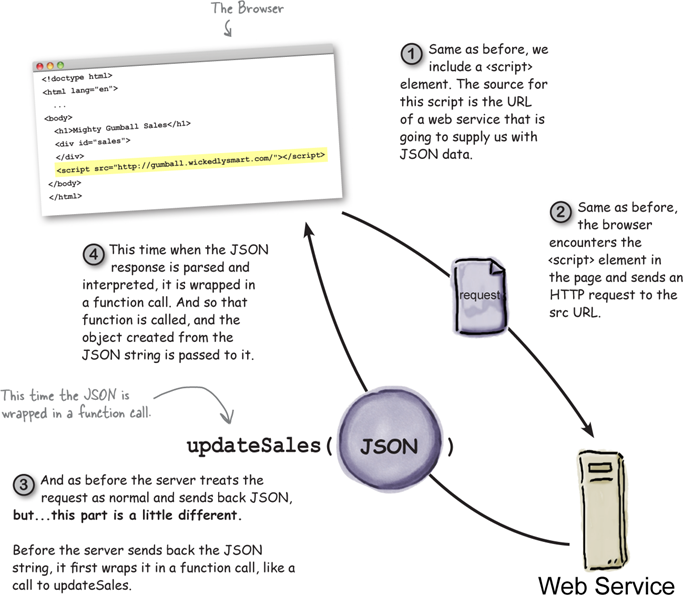 The Browser
<!doctype html>
<html lang="en">
...
<body>
<h1>Mighty Gumball Sales</h1>
<div id="sales">
</div>
<script src="http://gumball.wickedlysmart.com/"></script>
</body>
</html>
1 Same as before, we
include a <script>
element. The source for
this script is the URL
of a web service that is
going to supply us with
JSON data.
2 Same as before,
the browser
encounters the
<script> element in
the page and sends an
HTTP request to the
src URL.
request
4 This time when the JSON
response is parsed and
interpreted, it is wrapped in
a function call. And so that
function is called, and the
object created from the
JSON string is passed to it.
This time the JSON is
wrapped in a function call.
updateSales( JSON )
3 And as before the server treats the
request as normal and sends back JSON,
but...this part is a little different.
Before the server sends back the JSON
string, it first wraps it in a function call, like a
call to updateSales.
Web Service